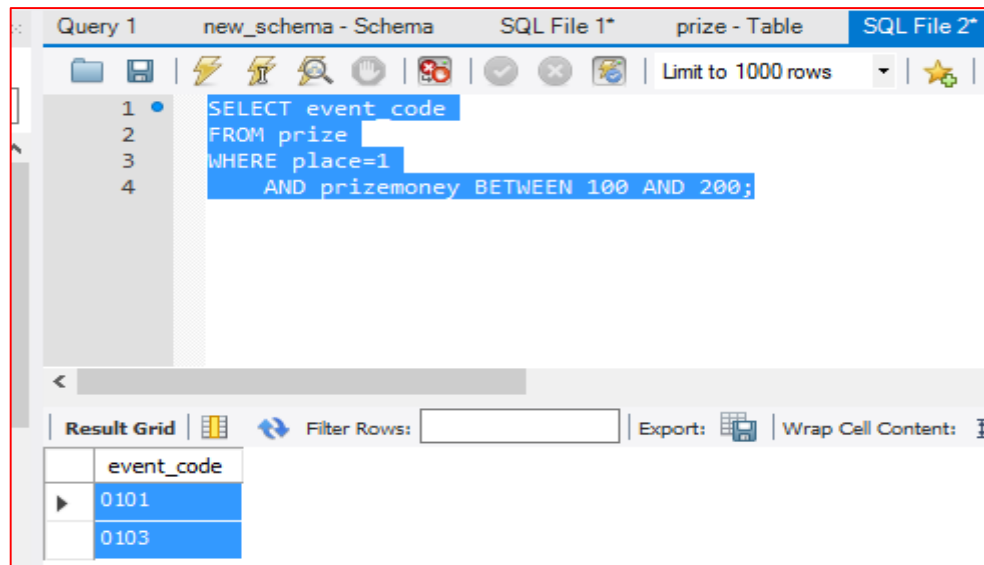 Query 1 new_schema - Schema SQL File 1* prize - Table SQL File 2*
Limit to 1000 rows
1 SELECT event_code
2 FROM prize
3 WHERE place=1
4 AND prizemoney BETWEEN 100 AND 200;
Result Grid Filter Rows: Export: Wrap Cell Content:
event_code
0101
0103